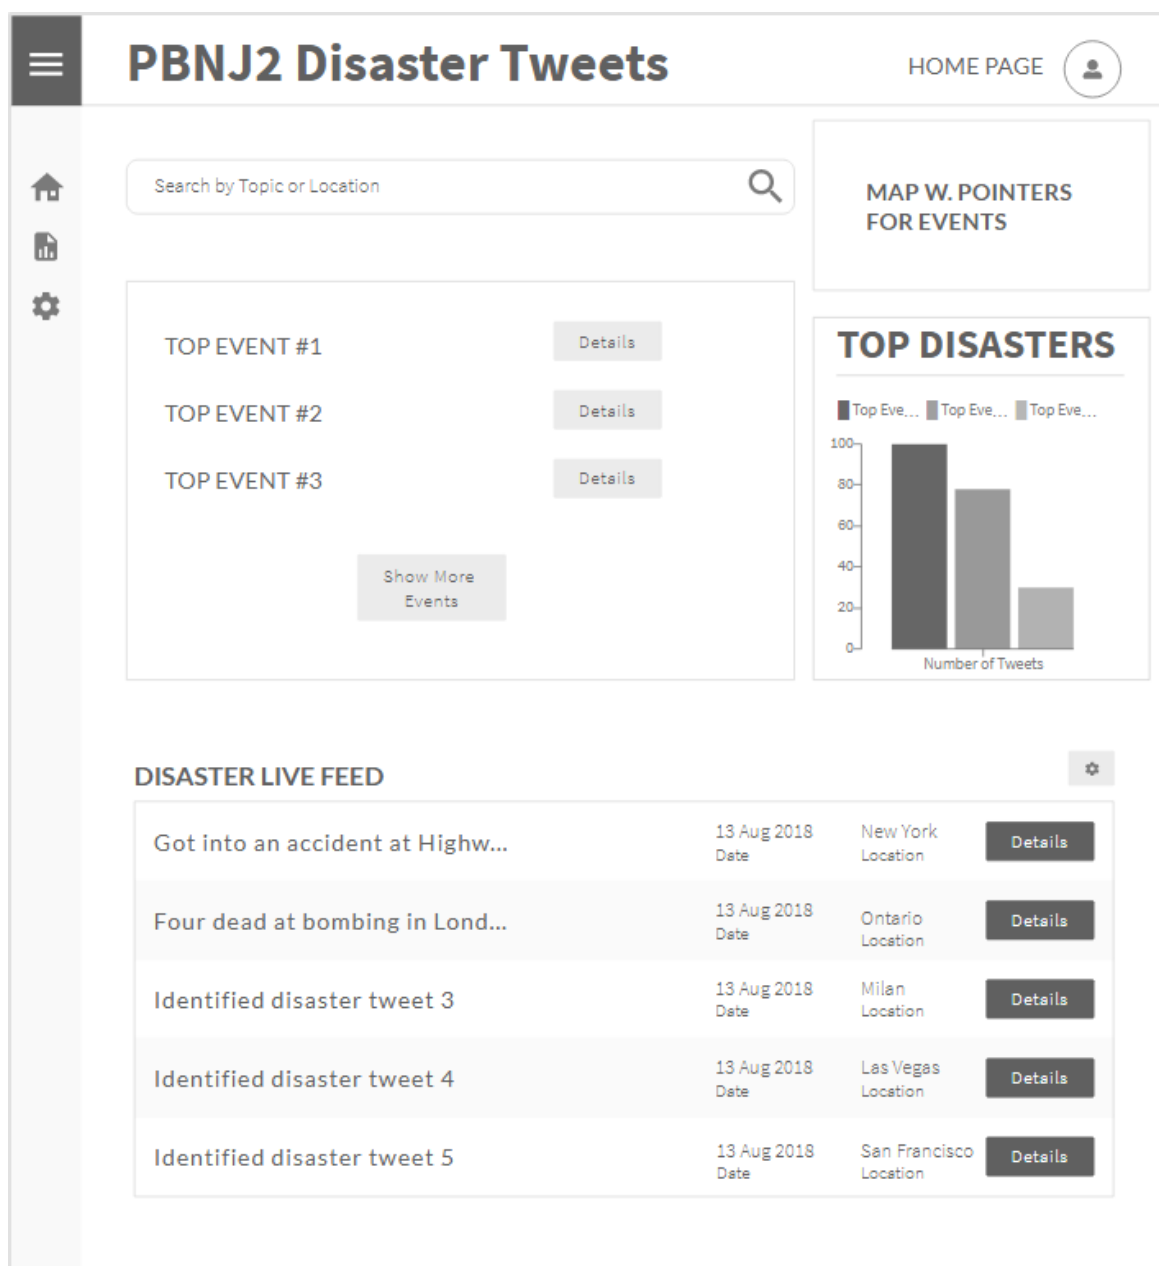 PBNJ2 Disaster Tweets
HOME PAGE
Search by Topic or Location
MAP W. POINTERS
FOR EVENTS
TOP EVENT #1
Details
TOP EVENT #2
Details
TOP EVENT #3
Details
Show More
Events
TOP DISASTERS
Top Eve... Top Eve... Top Eve...
100
80
60
40
20
0
Number of Tweets
DISASTER LIVE FEED
Got into an accident at Highw...
13 Aug 2018
Date
New York
Location
Details
Four dead at bombing in Lond...
13 Aug 2018
Date
Ontario
Location
Details
Identified disaster tweet 3
13 Aug 2018
Date
Milan
Location
Details
Identified disaster tweet 4
13 Aug 2018
Date
Las Vegas
Location
Details
Identified disaster tweet 5
13 Aug 2018
Date
San Francisco
Location
Details